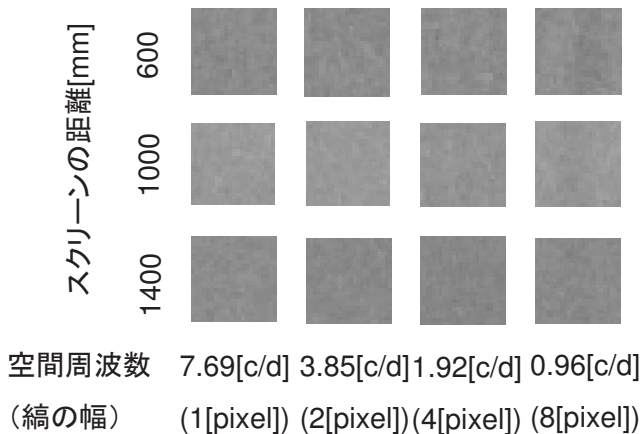 スクリーンの距離[mm]
600
1000
1400
空間周波数 7.69[c/d] 3.85[c/d] 1.92[c/d] 0.96[c/d]
（縞の幅） (1[pixel]) (2[pixel]) (4[pixel]) (8[pixel])